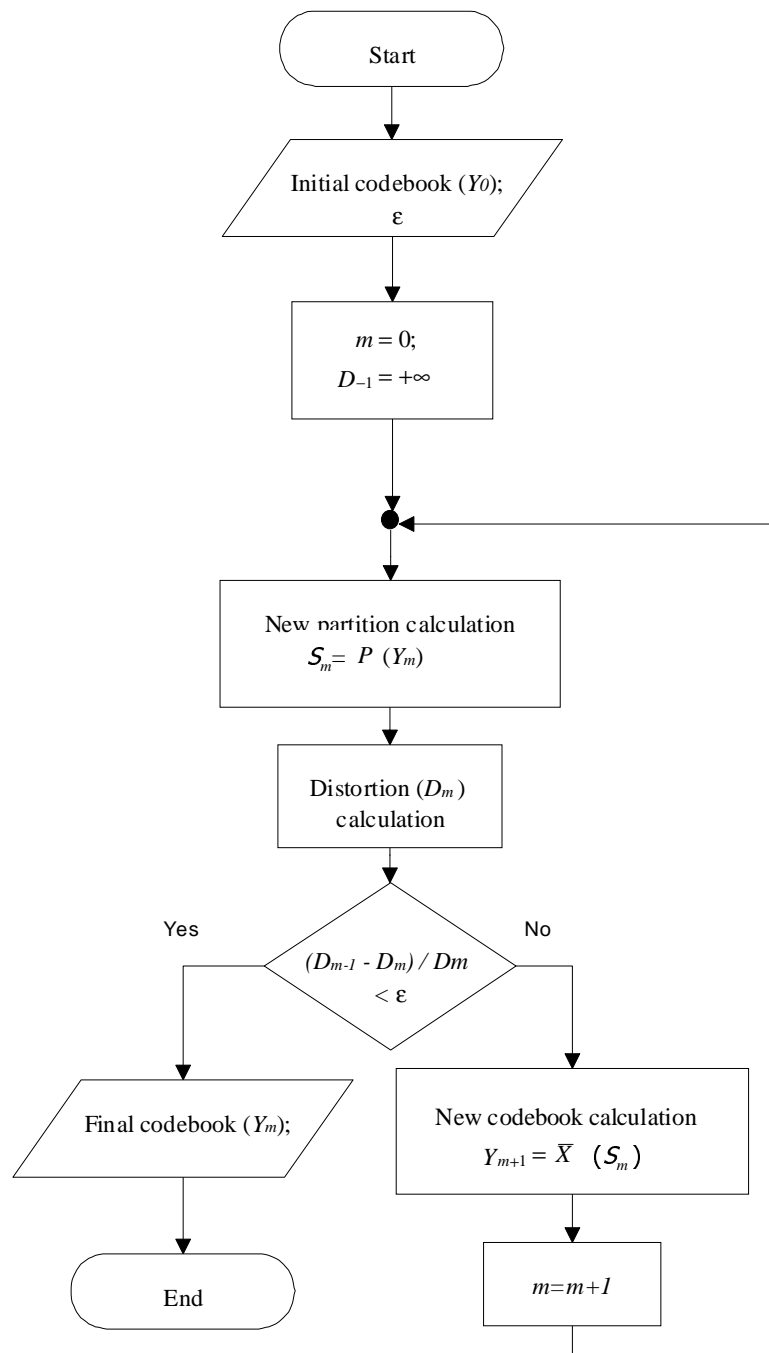 Start
Initial codebook (Y0);
ε
m = 0;
D−1 = +∞
New partition calculation
Sm= P (Ym)
Distortion (Dm)
calculation
Yes
No
(Dm-1 - Dm) / Dm
< ε
Final codebook (Ym);
New codebook calculation
Ym+1 = X̅ (Sm)
End
m=m+1